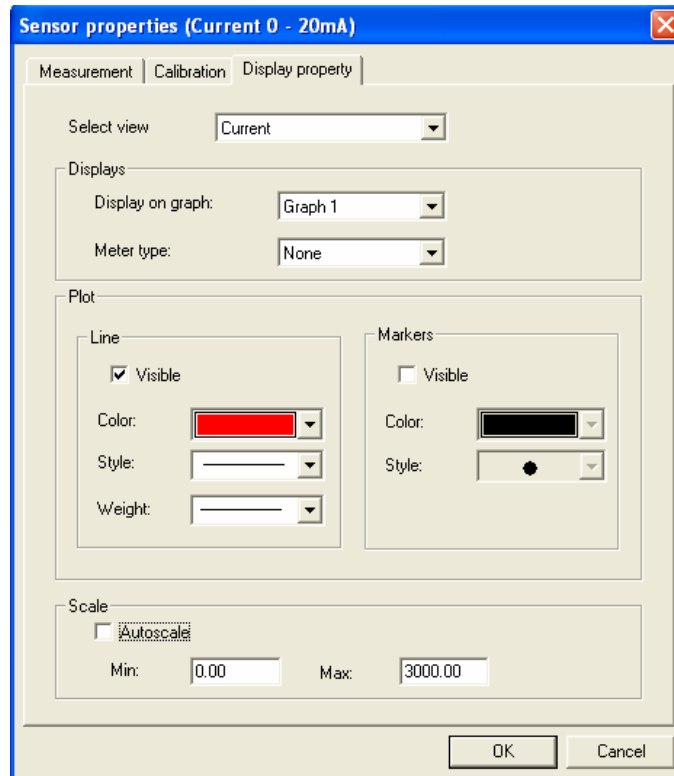 Sensor properties (Current 0 - 20mA)
Measurement Calibration Display property
Select view Current
Displays
Display on graph: Graph 1
Meter type: None
Plot
Line
Visible
Color:
Style:
Weight:
Markers
Visible
Color:
Style:
Scale
Autoscale
Min: 0.00 Max: 3000.00
OK Cancel